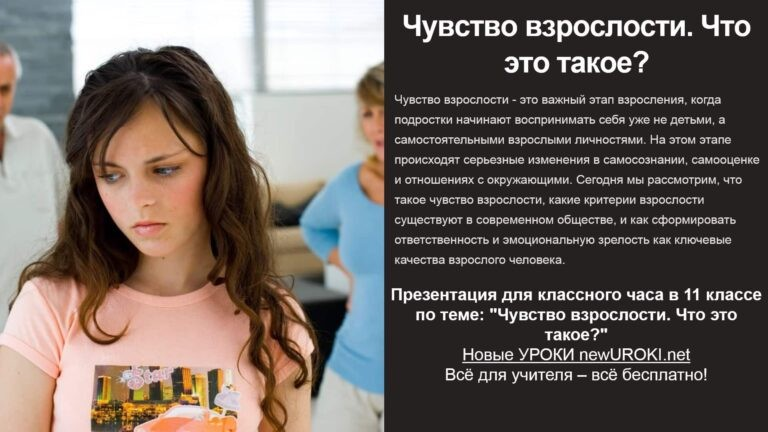 Чувство взрослости. Что
это такое?
Чувство взрослости - это важный этап взросления, когда
подростки начинают воспринимать себя уже не детьми, а
самостоятельными взрослыми личностями. На этом этапе
происходят серьезные изменения в самосознании, самооценке
и отношениях с окружающими. Сегодня мы рассмотрим, что
такое чувство взрослости, какие критерии взрослости
существуют в современном обществе, и как сформировать
ответственность и эмоциональную зрелость как ключевые
качества взрослого человека.
Презентация для классного часа в 11 классе
по теме: "Чувство взрослости. Что это
такое?"
Новые УРОКИ newUROKI.net
Всё для учителя – всё бесплатно!
Star